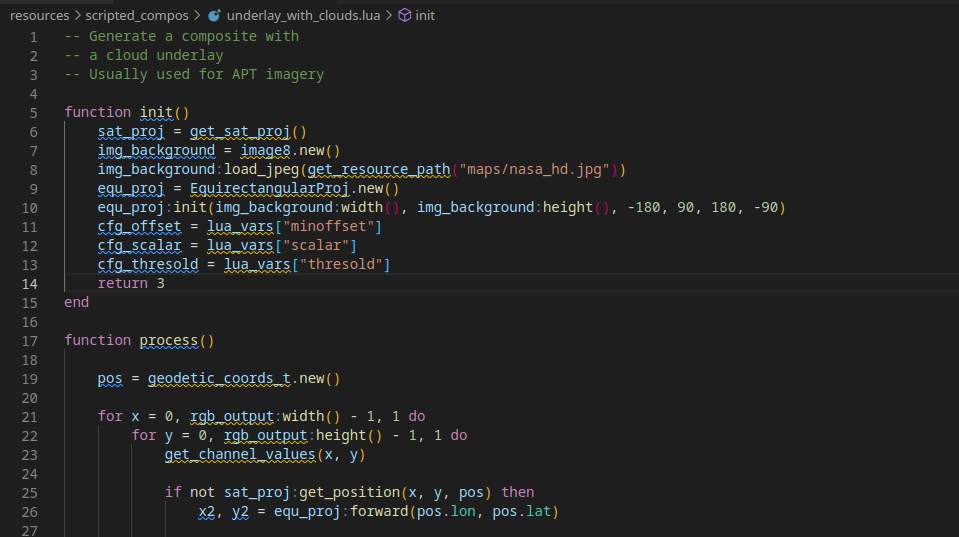 resources > scripted_compos > underlay_with_clouds.lua > init
1 -- Generate a composite with
2 -- a cloud underlay
3 -- Usually used for APT imagery
4
5 function init()
6     sat_proj = get_sat_proj()
7     img_background = image8.new()
8     img_background:load_jpeg(get_resource_path("maps/nasa_hd.jpg"))
9     equ_proj = EquirectangularProj.new()
10     equ_proj:init(img_background:width(), img_background:height(), -180, 90, 180, -90)
11     cfg_offset = lua_vars["minoffset"]
12     cfg_scalar = lua_vars["scalar"]
13     cfg_thresold = lua_vars["thresold"]
14     return 3
15 end
16
17 function process()
18
19     pos = geodetic_coords_t.new()
20
21     for x = 0, rgb_output:width() - 1, 1 do
22         for y = 0, rgb_output:height() - 1, 1 do
23             get_channel_values(x, y)
24
25             if not sat_proj:get_position(x, y, pos) then
26                 x2, y2 = equ_proj:forward(pos.lon, pos.lat)
27